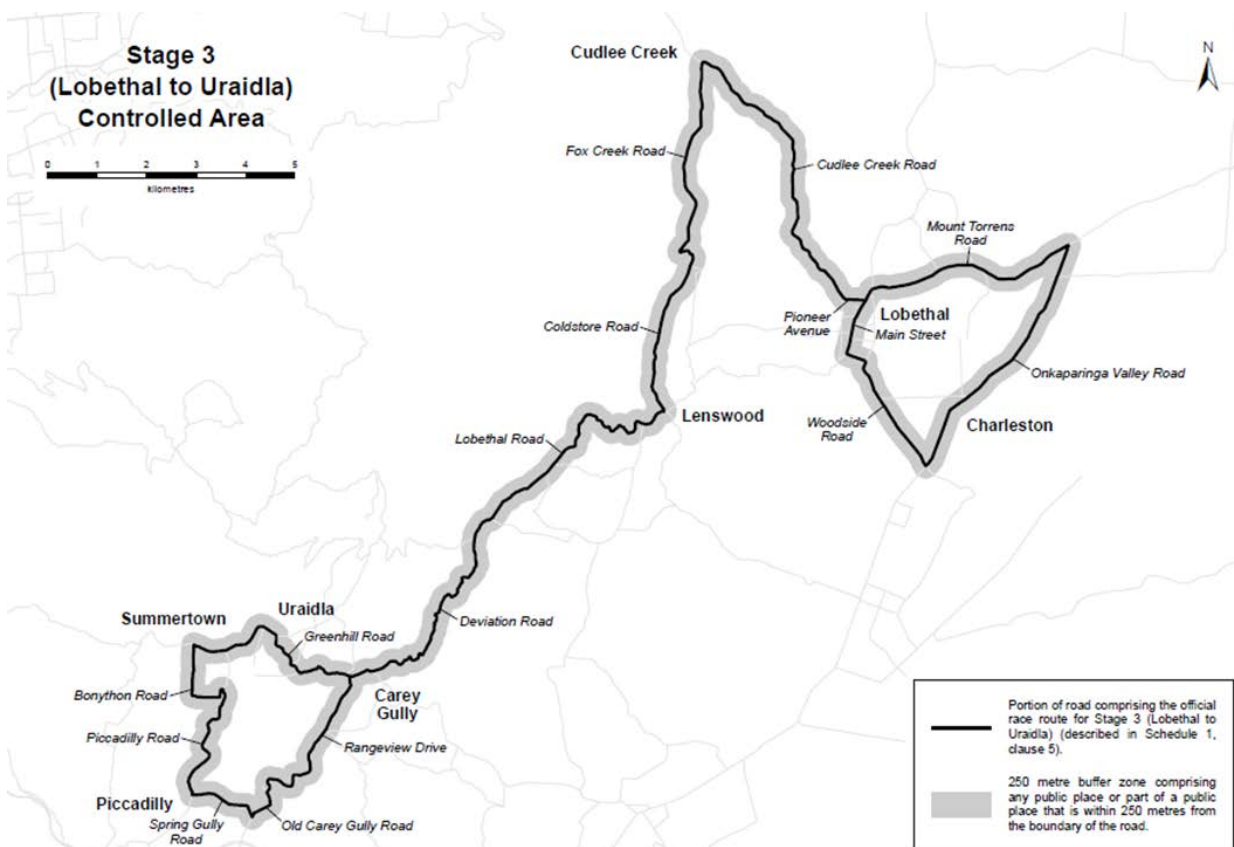 Stage 3
(Lobethal to Uraidla)
Controlled Area
0 1 2 3 4 5
kilometres
N
Cudlee Creek
Fox Creek Road
Cudlee Creek Road
Mount Torrens
Road
Pioneer
Avenue
Lobethal
Main Street
Coldstore Road
Onkaparinga Valley Road
Lenswood
Woodside
Road
Charleston
Lobethal Road
Summertown
Uraidla
Greenhill Road
Deviation Road
Bonython Road
Carey
Gully
Piccadilly Road
Rangeview Drive
Piccadilly
Spring Gully
Road
Old Carey Gully Road
Portion of road comprising the official
race route for Stage 3 (Lobethal to
Uraidla) (described in Schedule 1,
clause 5).
250 metre buffer zone comprising
any public place or part of a public
place that is within 250 metres from
the boundary of the road.